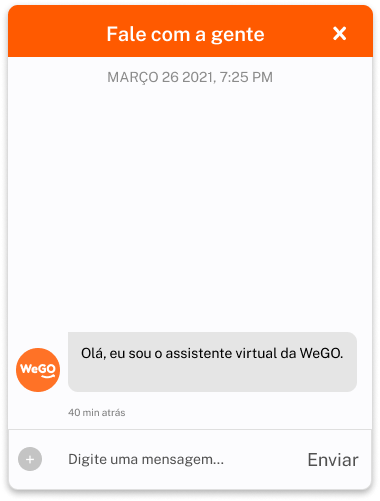 Fale com a gente
MARÇO 26 2021, 7:25 PM
Olá, eu sou o assistente virtual da WeGO.
WeGO
40 min atrás
Digite uma mensagem...
Enviar